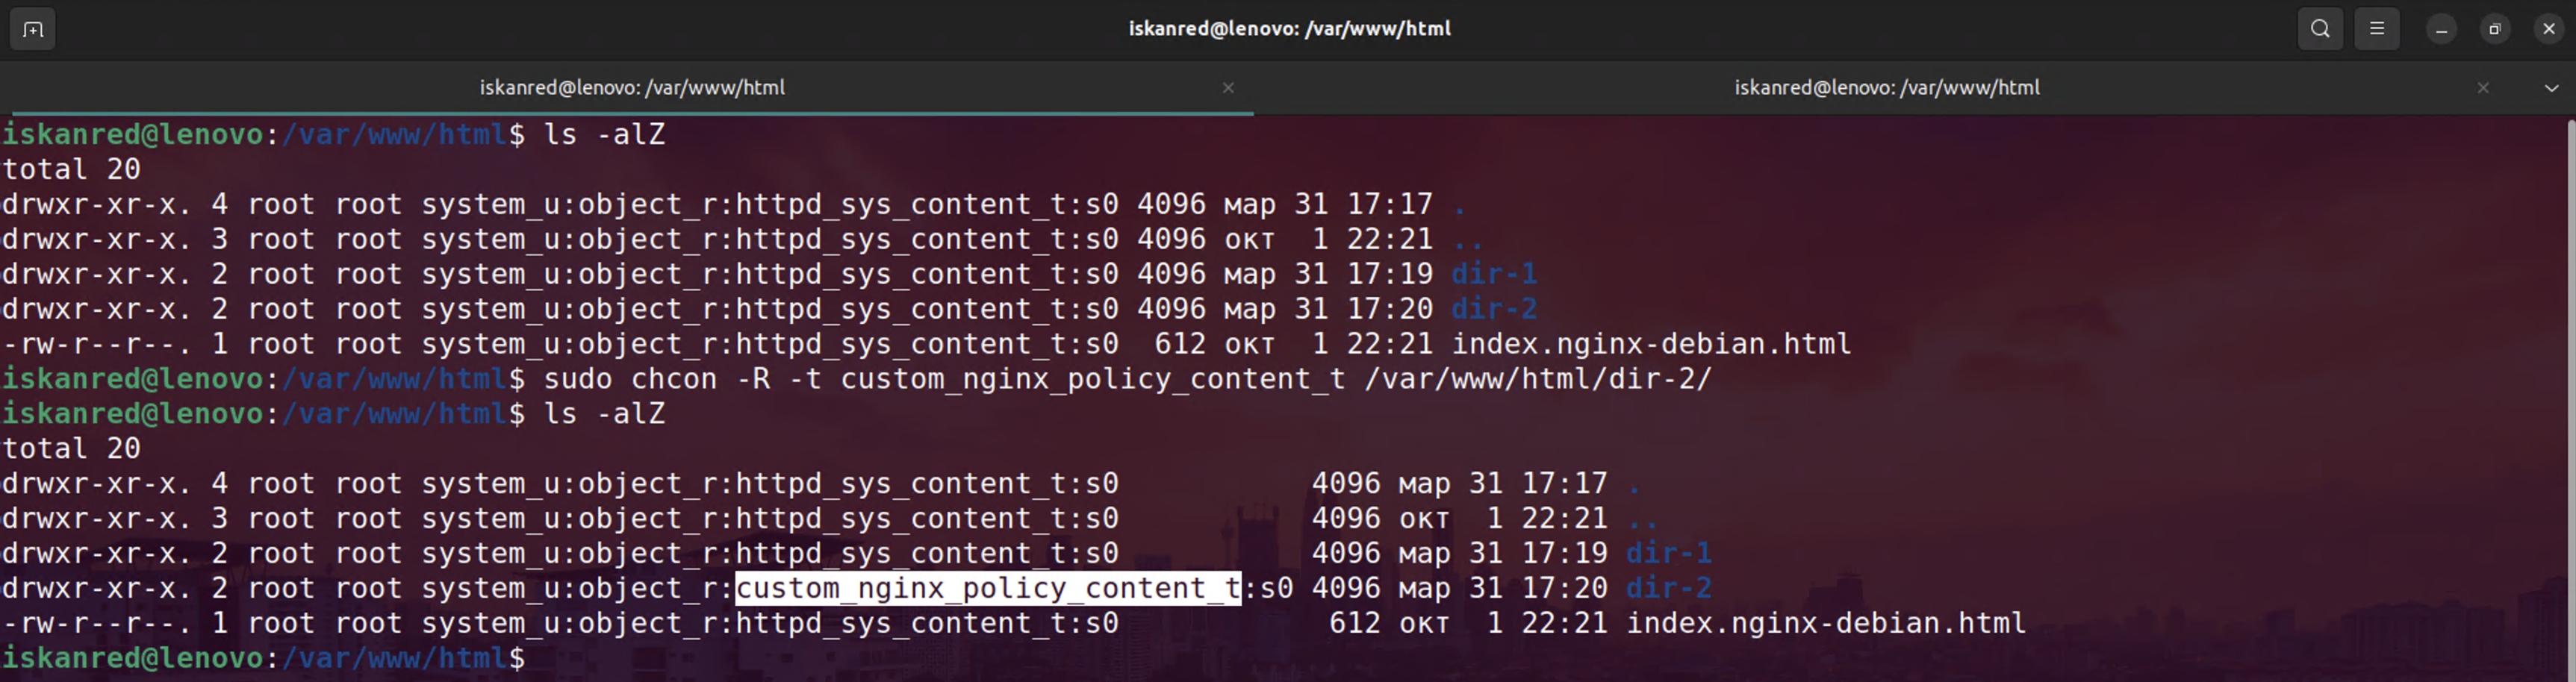 iskanred@lenovo: /var/www/html
iskanred@lenovo: /var/www/html
iskanred@lenovo: /var/www/html
iskanred@lenovo:/var/www/html$ ls -alZ
total 20
drwxr-xr-x. 4 root root system_u:object_r:httpd_sys_content_t:s0 4096 мар 31 17:17 .
drwxr-xr-x. 3 root root system_u:object_r:httpd_sys_content_t:s0 4096 окт  1 22:21 ..
drwxr-xr-x. 2 root root system_u:object_r:httpd_sys_content_t:s0 4096 мар 31 17:19 dir-1
drwxr-xr-x. 2 root root system_u:object_r:httpd_sys_content_t:s0 4096 мар 31 17:20 dir-2
-rw-r--r--. 1 root root system_u:object_r:httpd_sys_content_t:s0  612 окт  1 22:21 index.nginx-debian.html
iskanred@lenovo:/var/www/html$ sudo chcon -R -t custom_nginx_policy_content_t /var/www/html/dir-2/
iskanred@lenovo:/var/www/html$ ls -alZ
total 20
drwxr-xr-x. 4 root root system_u:object_r:httpd_sys_content_t:s0           4096 мар 31 17:17 .
drwxr-xr-x. 3 root root system_u:object_r:httpd_sys_content_t:s0           4096 окт  1 22:21 ..
drwxr-xr-x. 2 root root system_u:object_r:httpd_sys_content_t:s0           4096 мар 31 17:19 dir-1
drwxr-xr-x. 2 root root system_u:object_r:custom_nginx_policy_content_t:s0 4096 мар 31 17:20 dir-2
-rw-r--r--. 1 root root system_u:object_r:httpd_sys_content_t:s0            612 окт  1 22:21 index.nginx-debian.html
iskanred@lenovo:/var/www/html$